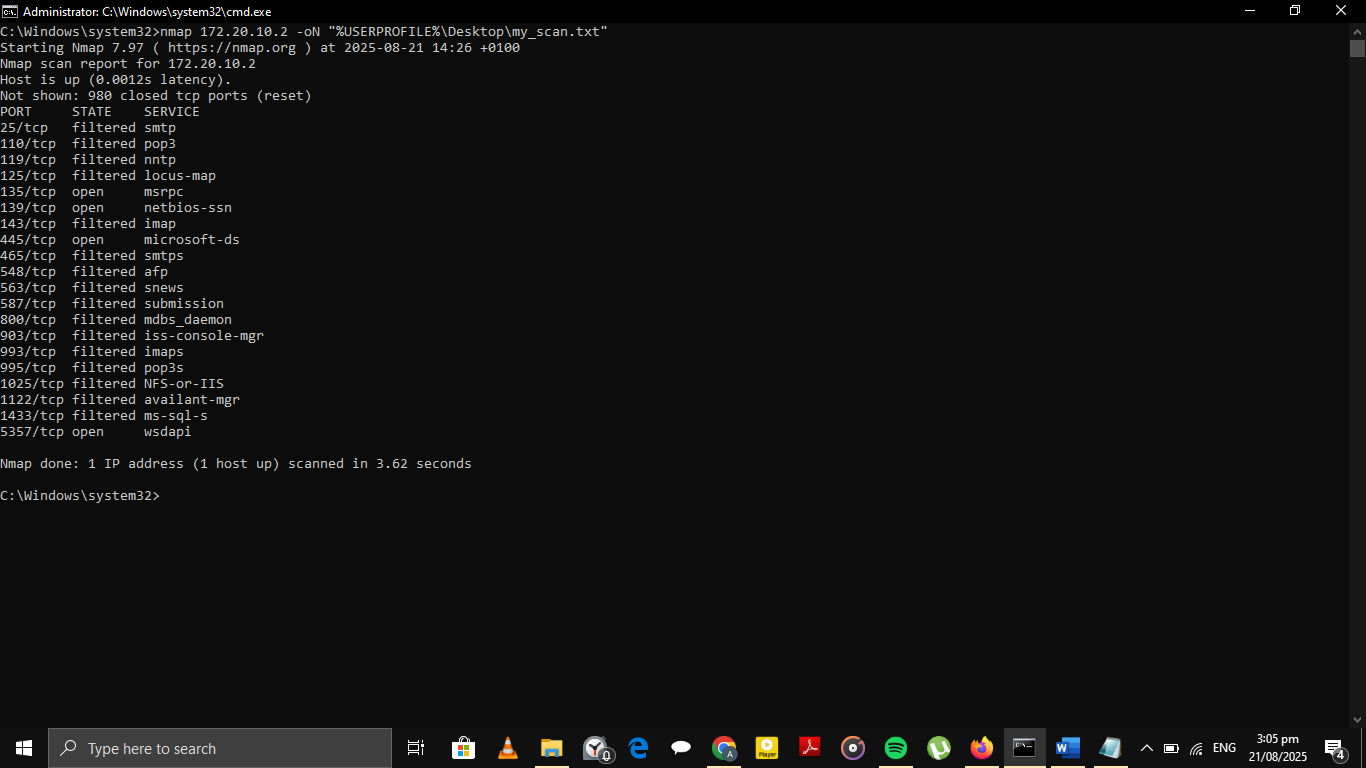 Administrator: C:\Windows\system32\cmd.exe
C:\Windows\system32>nmap 172.20.10.2 -oN "%USERPROFILE%\Desktop\my_scan.txt"
Starting Nmap 7.97 ( https://nmap.org ) at 2025-08-21 14:26 +0100
Nmap scan report for 172.20.10.2
Host is up (0.0012s latency).
Not shown: 980 closed tcp ports (reset)
PORT     STATE    SERVICE
25/tcp   filtered smtp
110/tcp  filtered pop3
119/tcp  filtered nntp
125/tcp  filtered locus-map
135/tcp  open     msrpc
139/tcp  open     netbios-ssn
143/tcp  filtered imap
445/tcp  open     microsoft-ds
465/tcp  filtered smtps
548/tcp  filtered afp
563/tcp  filtered snews
587/tcp  filtered submission
800/tcp  filtered mdbs_daemon
903/tcp  filtered iss-console-mgr
993/tcp  filtered imaps
995/tcp  filtered pop3s
1025/tcp filtered NFS-or-IIS
1122/tcp filtered availant-mgr
1433/tcp filtered ms-sql-s
5357/tcp open     wsdapi
Nmap done: 1 IP address (1 host up) scanned in 3.62 seconds
C:\Windows\system32>
Type here to search
ENG
3:05 pm
21/08/2025
4